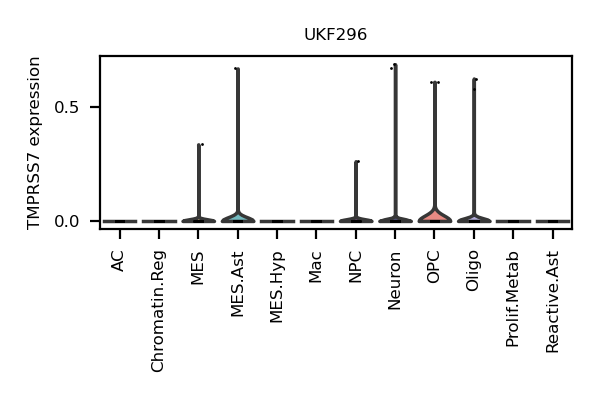 UKF296
TMPRSS7 expression
0.5
0.0
AC
Chromatin.Reg
MES
MES.Ast
MES.Hyp
Mac
NPC
Neuron
OPC
Oligo
Prolif.Metab
Reactive.Ast